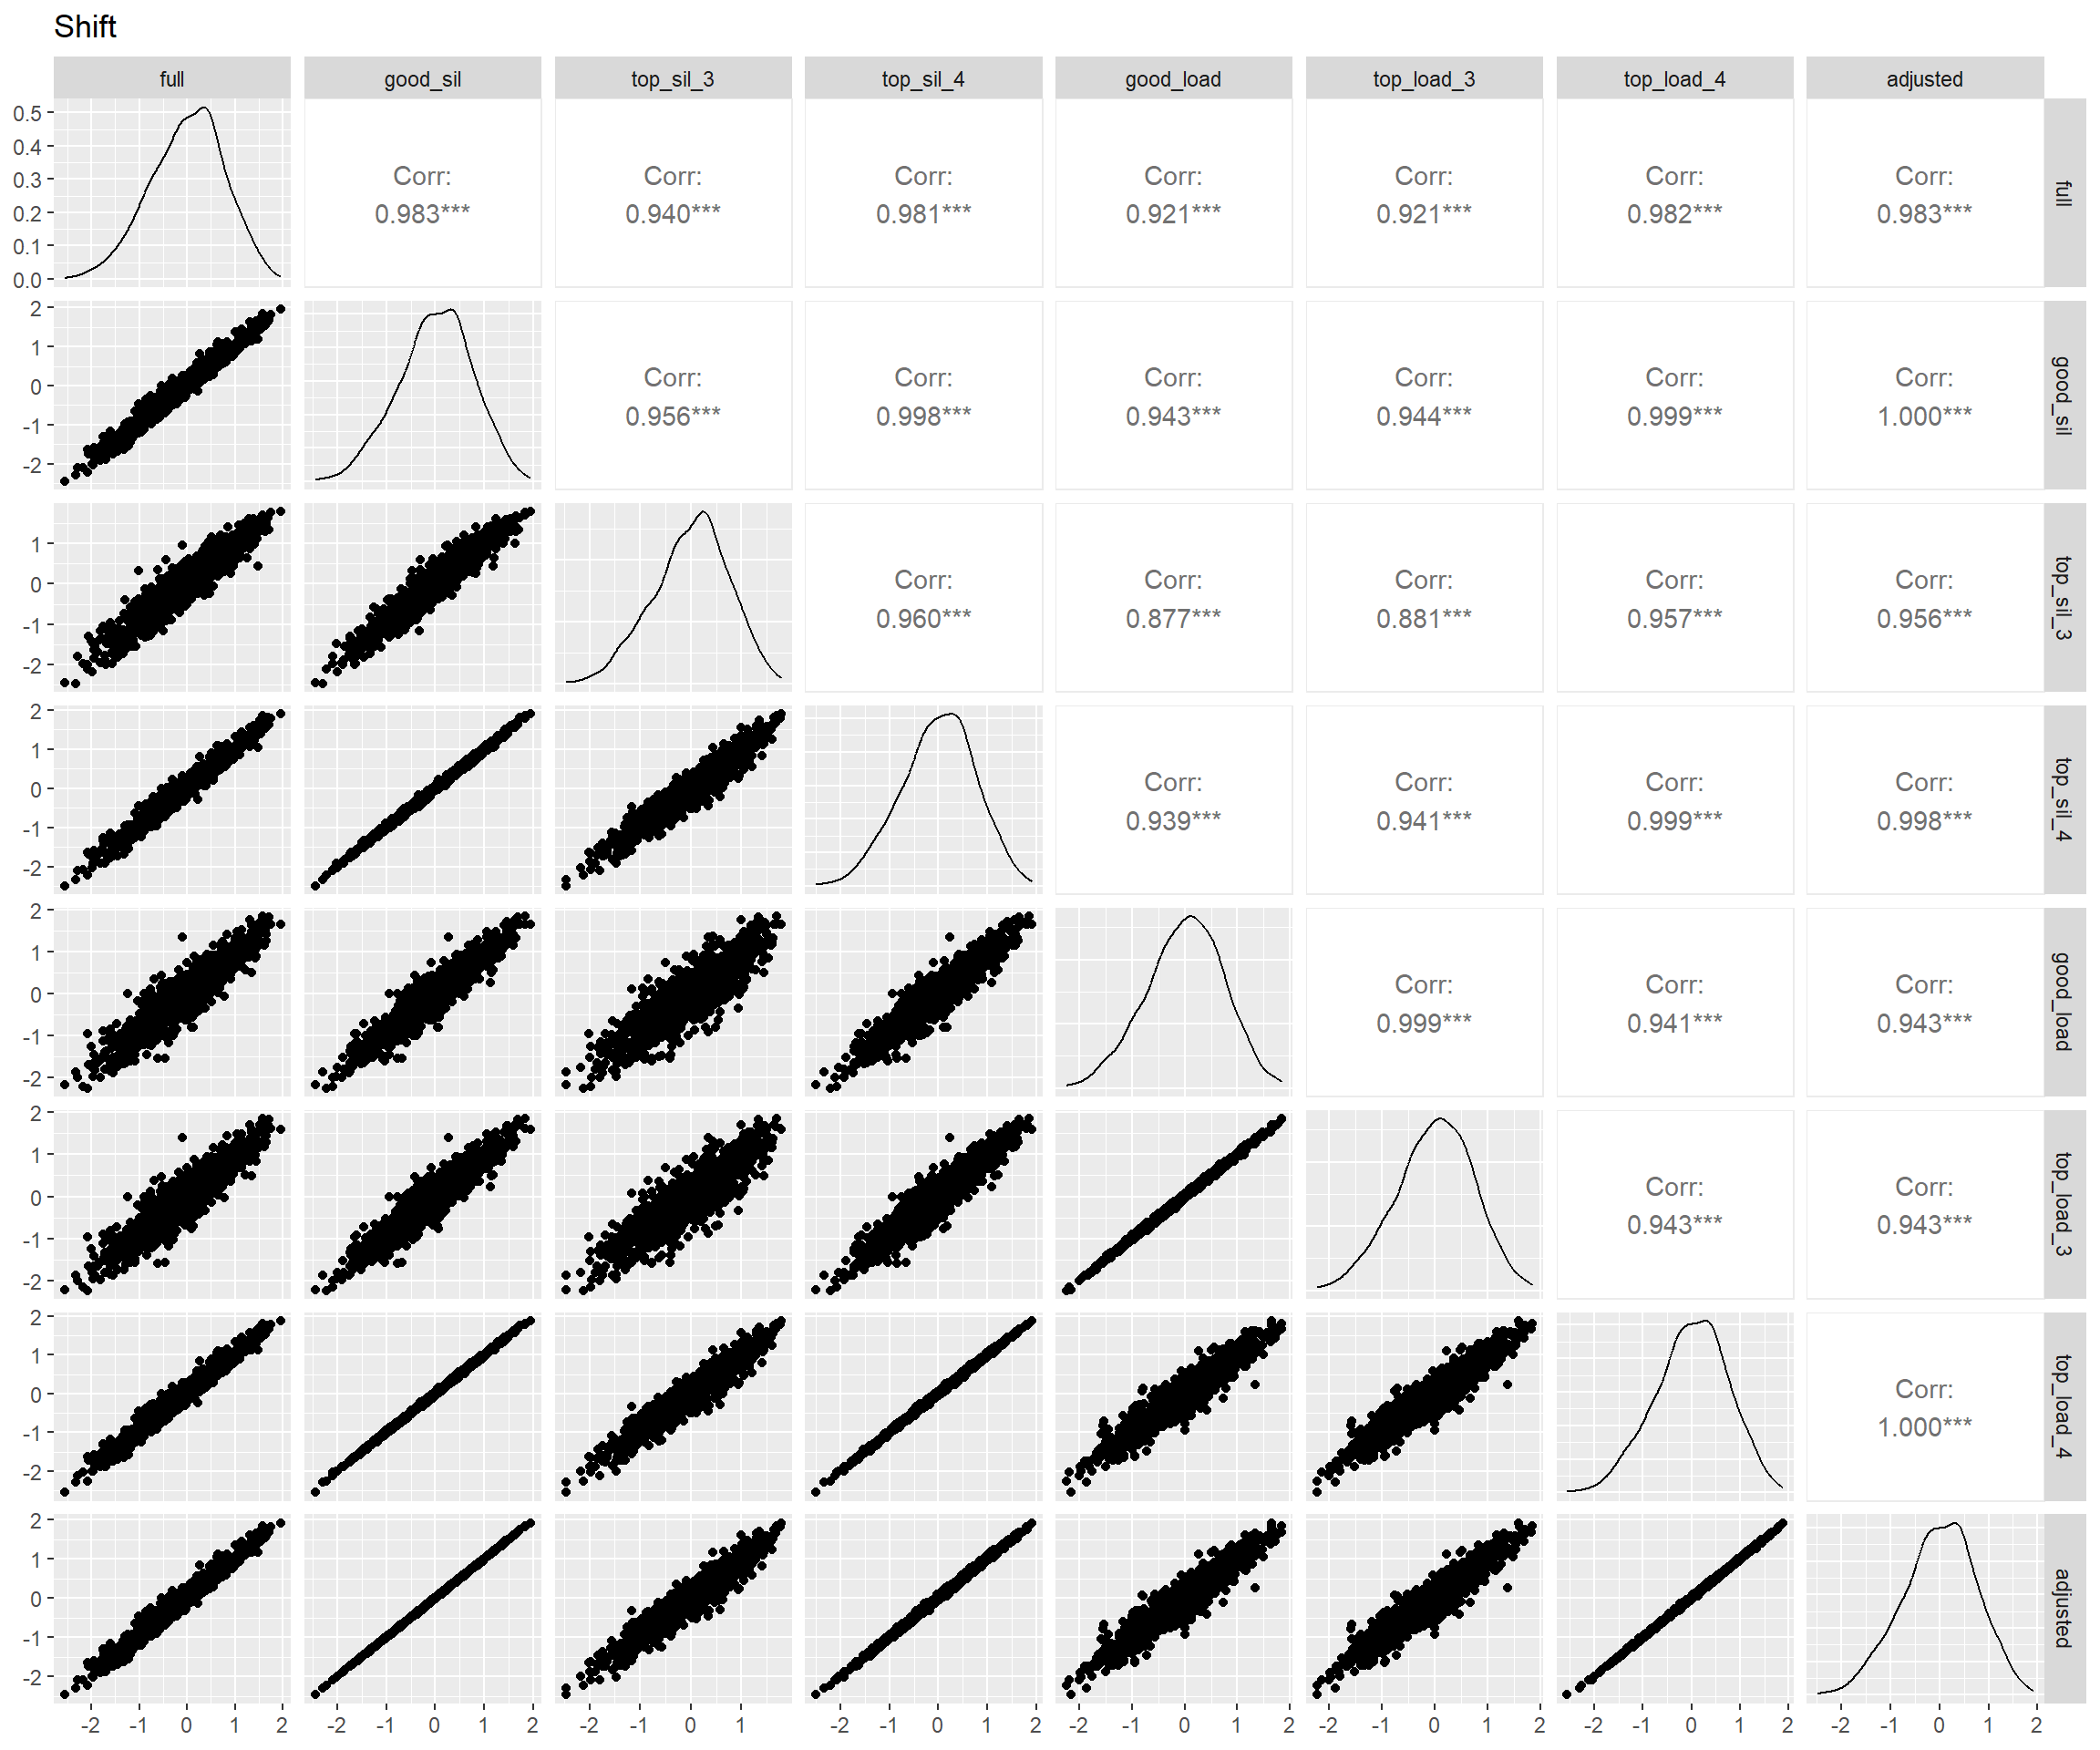 Shift
full good_sil top_sil_3 top_sil_4 good_load top_load_3 top_load_4 adjusted
0.5
0.4
0.3
0.2
0.1
0.0
Corr: Corr: Corr: Corr: Corr: Corr: Corr:
0.983*** 0.940*** 0.981*** 0.921*** 0.921*** 0.982*** 0.983***
full
2
1
0
-1
-2
Corr: Corr: Corr: Corr: Corr: Corr:
0.956*** 0.998*** 0.943*** 0.944*** 0.999*** 1.000***
good_sil
1
0
-1
-2
Corr: Corr: Corr: Corr: Corr:
0.960*** 0.877*** 0.881*** 0.957*** 0.956***
top_sil_3
2
1
0
-1
-2
Corr: Corr: Corr: Corr:
0.939*** 0.941*** 0.999*** 0.998***
top_sil_4
2
1
0
-1
-2
Corr: Corr: Corr:
0.999*** 0.941*** 0.943***
good_load
2
1
0
-1
-2
Corr: Corr:
0.943*** 0.943***
top_load_3
2
1
0
-1
-2
Corr:
1.000***
top_load_4
2
1
0
-1
-2
adjusted
-2 -1 0 1 2 -2 -1 0 1 2 -2 -1 0 1 -2 -1 0 1 2 -2 -1 0 1 2 -2 -1 0 1 2 -2 -1 0 1 2 -2 -1 0 1 2